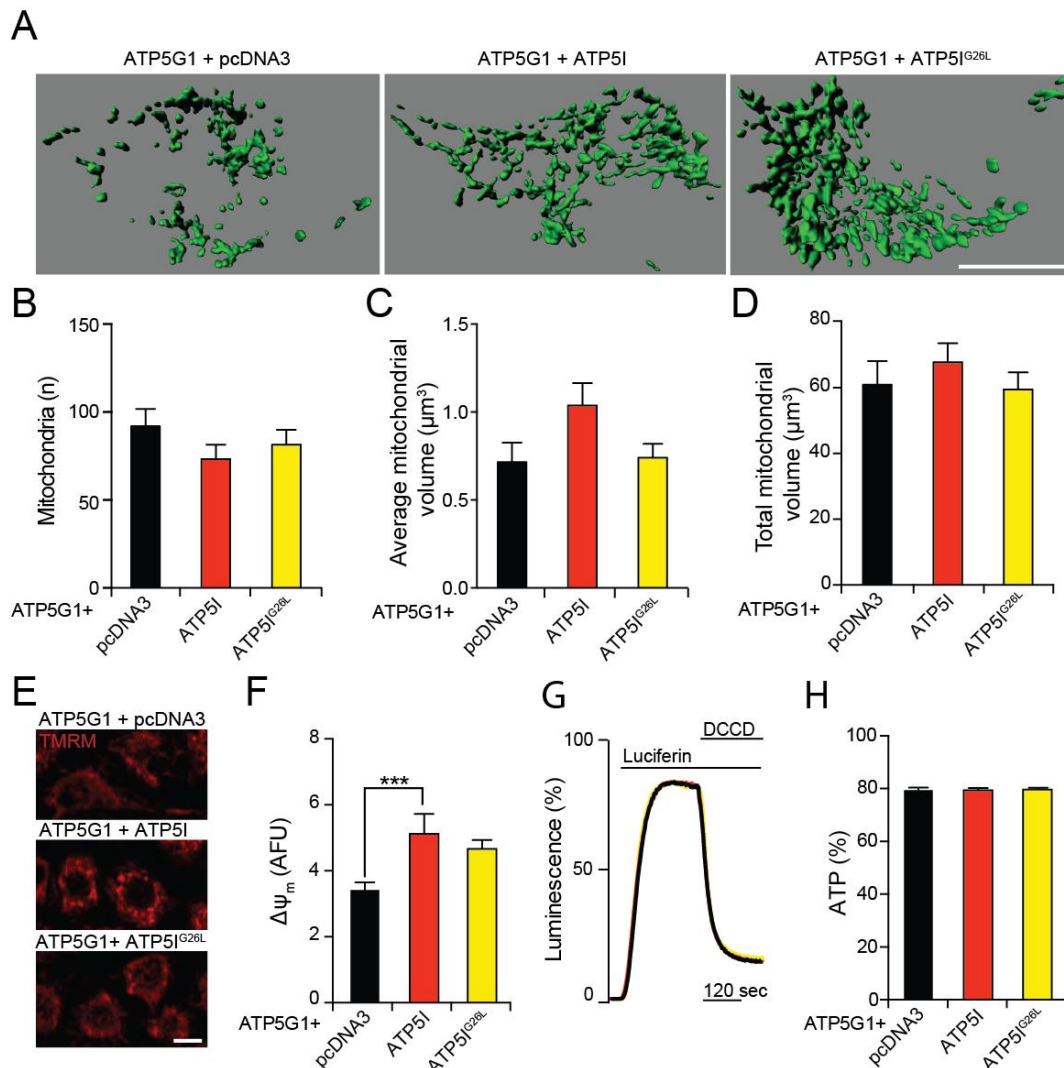 A
ATP5G1 + pcDNA3
ATP5G1 + ATP5I
ATP5G1 + ATP5I^G26L
B
Mitochondria (n)
150
100
50
0
ATP5G1+
pcDNA3
ATP5I
ATP5I^G26L
C
Average mitochondrial
volume (µm³)
1.5
1.0
0.5
0.0
ATP5G1+
pcDNA3
ATP5I
ATP5I^G26L
D
Total mitochondrial
volume (µm³)
80
60
40
20
0
ATP5G1+
pcDNA3
ATP5I
ATP5I^G26L
E
ATP5G1 + pcDNA3
TMRM
ATP5G1 + ATP5I
ATP5G1+ ATP5I^G26L
F
ΔΨm (AFU)
8
6
4
2
0
***
ATP5G1+
pcDNA3
ATP5I
ATP5I^G26L
G
Luminescence (%)
100
50
0
DCCD
Luciferin
120 sec
H
ATP (%)
100
80
60
40
20
0
ATP5G1+
pcDNA3
ATP5I
ATP5I^G26L